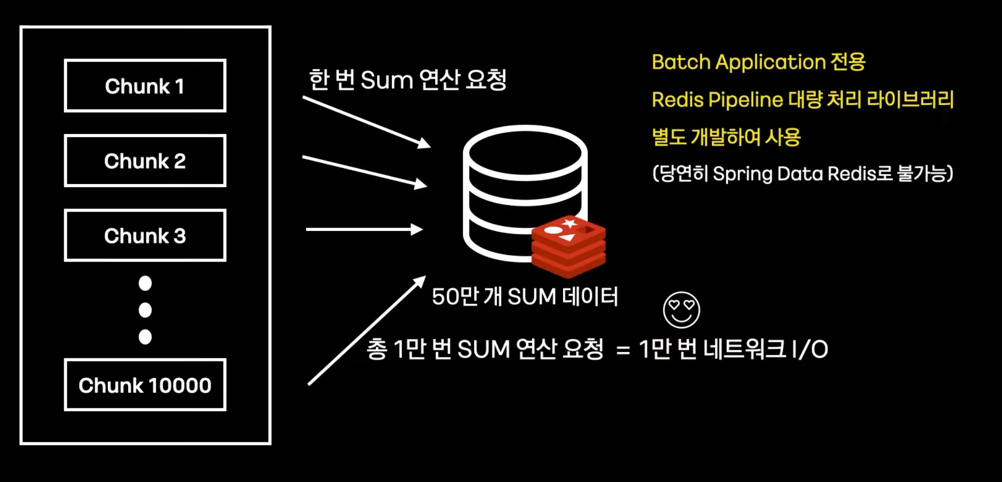 Chunk 1
Chunk 2
Chunk 3
Chunk 10000
한 번 Sum 연산 요청
50만 개 SUM 데이터
총 1만 번 SUM 연산 요청 = 1만 번 네트워크 I/O
Batch Application 전용
Redis Pipeline 대량 처리 라이브러리
별도 개발하여 사용
(당연히 Spring Data Redis로 불가능)